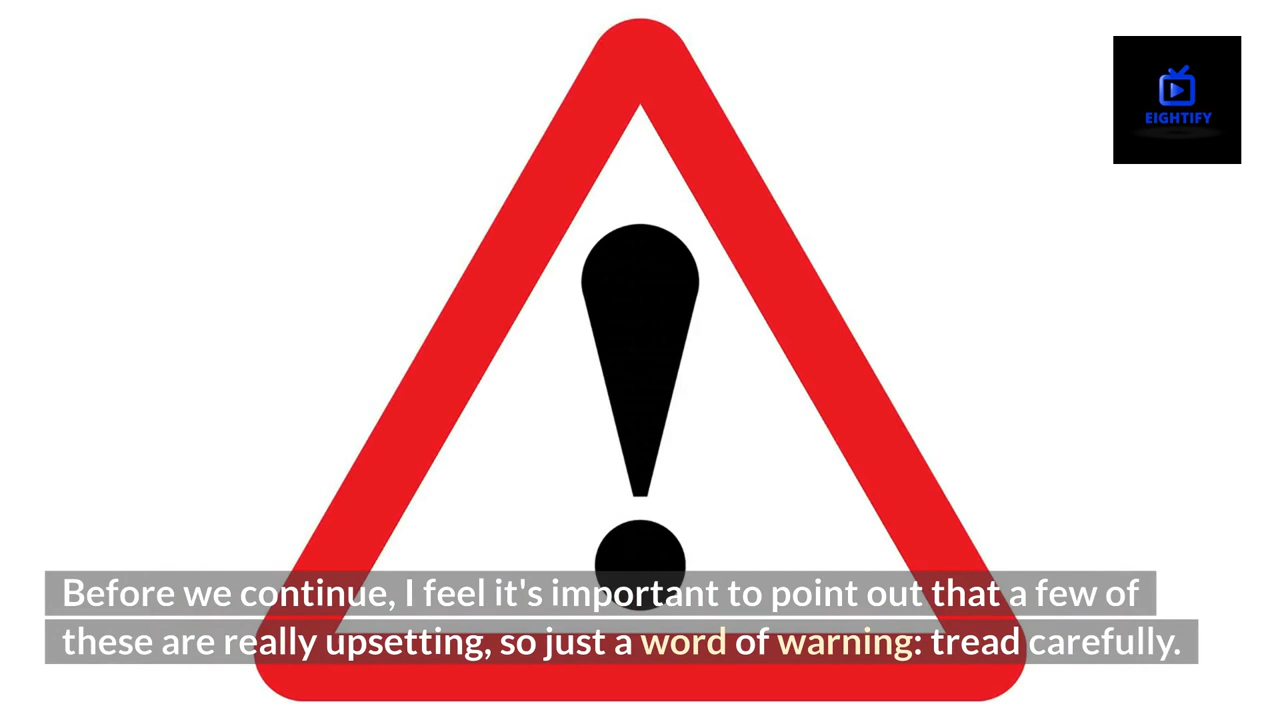 EIGHTIFY
Before we continue, I feel it's important to point out that a few of
these are really upsetting, so just a word of warning: tread carefully.